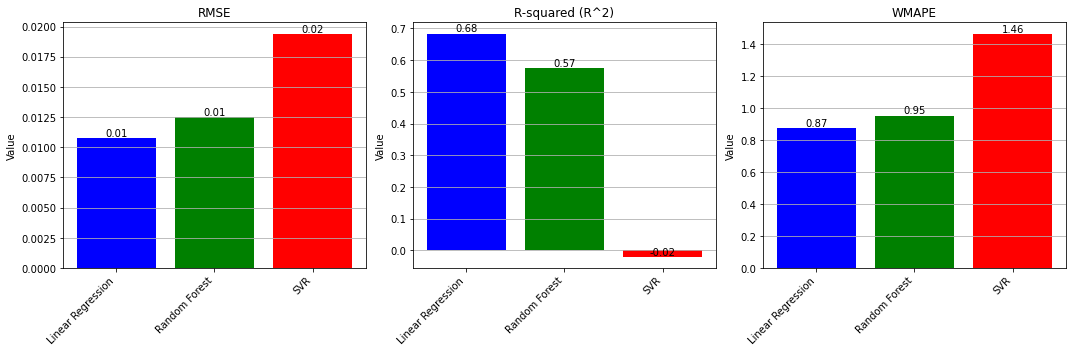 RMSE
Value
0.0200
0.0175
0.0150
0.0125
0.0100
0.0075
0.0050
0.0025
0.0000
0.01
0.01
0.02
Linear Regression
Random Forest
SVR
R-squared (R^2)
Value
0.7
0.6
0.5
0.4
0.3
0.2
0.1
0.0
0.68
0.57
-0.02
Linear Regression
Random Forest
SVR
WMAPE
Value
1.4
1.2
1.0
0.8
0.6
0.4
0.2
0.0
0.87
0.95
1.46
Linear Regression
Random Forest
SVR